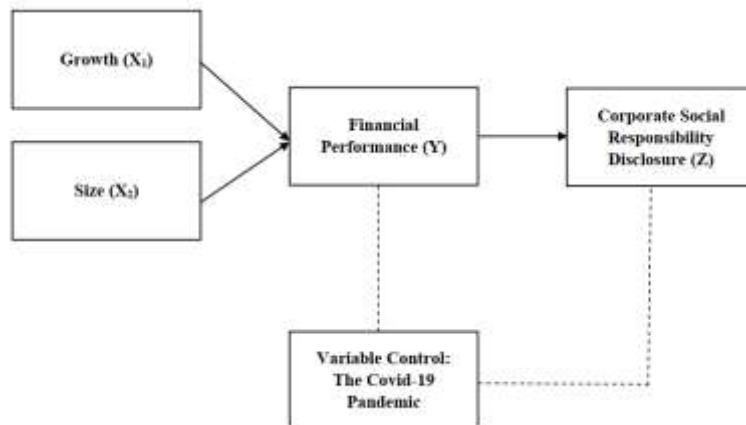 Growth (X₁)
Size (X₂)
Financial
Performance (Y)
Corporate Social
Responsibility
Disclosure (Z)
Variable Control:
The Covid-19
Pandemic